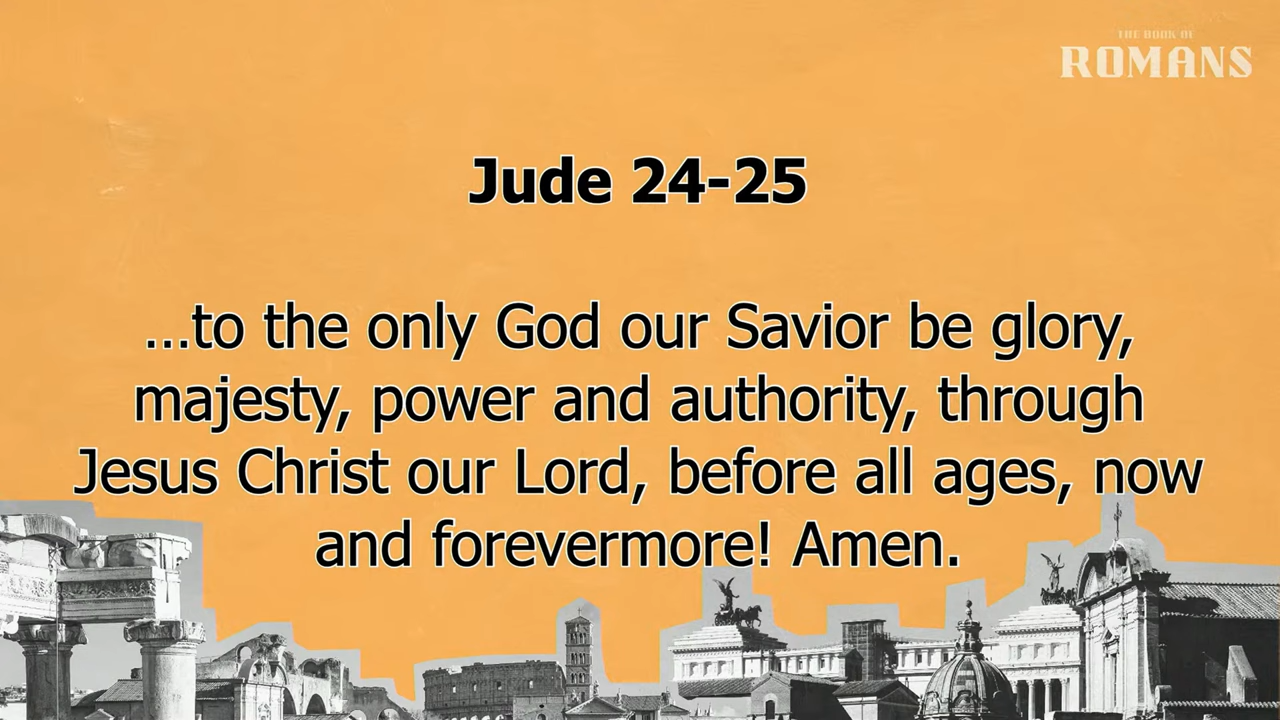 THE BOOK OF
ROMANS
Jude 24-25
...to the only God our Savior be glory,
majesty, power and authority, through
Jesus Christ our Lord, before all ages, now
and forevermore! Amen.